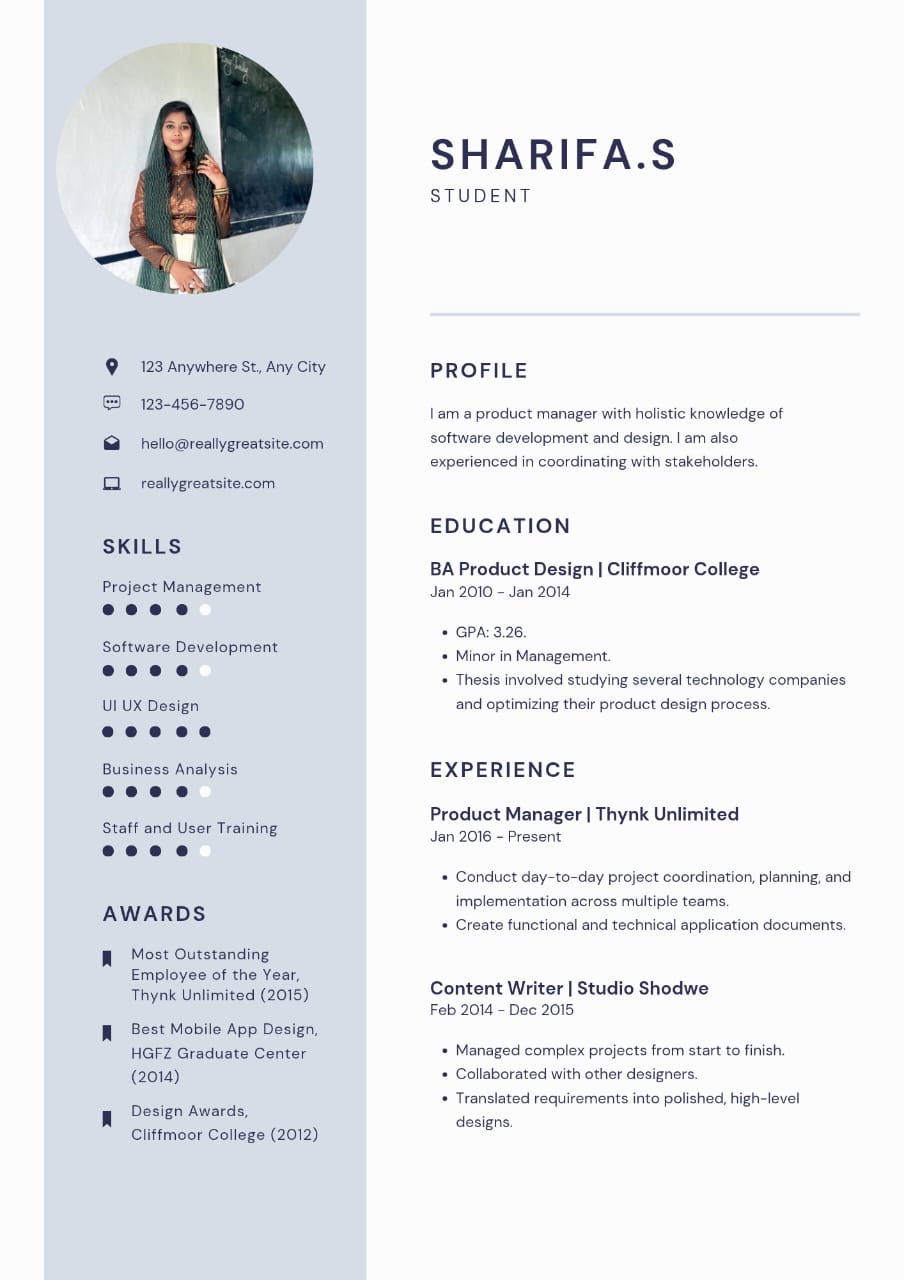 SHARIFA.S
STUDENT
123 Anywhere St., Any City
123-456-7890
hello@reallygreatsite.com
reallygreatsite.com
SKILLS
Project Management
Software Development
UI UX Design
Business Analysis
Staff and User Training
AWARDS
Most Outstanding
Employee of the Year,
Thynk Unlimited (2015)
Best Mobile App Design,
HGFZ Graduate Center
(2014)
Design Awards,
Cliffmoor College (2012)
PROFILE
I am a product manager with holistic knowledge of
software development and design. I am also
experienced in coordinating with stakeholders.
EDUCATION
BA Product Design | Cliffmoor College
Jan 2010 - Jan 2014
• GPA: 3.26.
• Minor in Management.
• Thesis involved studying several technology companies
and optimizing their product design process.
EXPERIENCE
Product Manager | Thynk Unlimited
Jan 2016 - Present
• Conduct day-to-day project coordination, planning, and
implementation across multiple teams.
• Create functional and technical application documents.
Content Writer | Studio Shodwe
Feb 2014 - Dec 2015
• Managed complex projects from start to finish.
• Collaborated with other designers.
• Translated requirements into polished, high-level
designs.